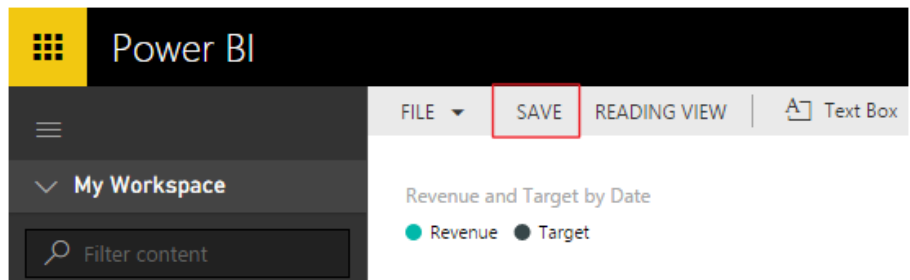 Power BI
FILE SAVE READING VIEW Text Box
My Workspace
Revenue and Target by Date
Revenue Target
Filter content